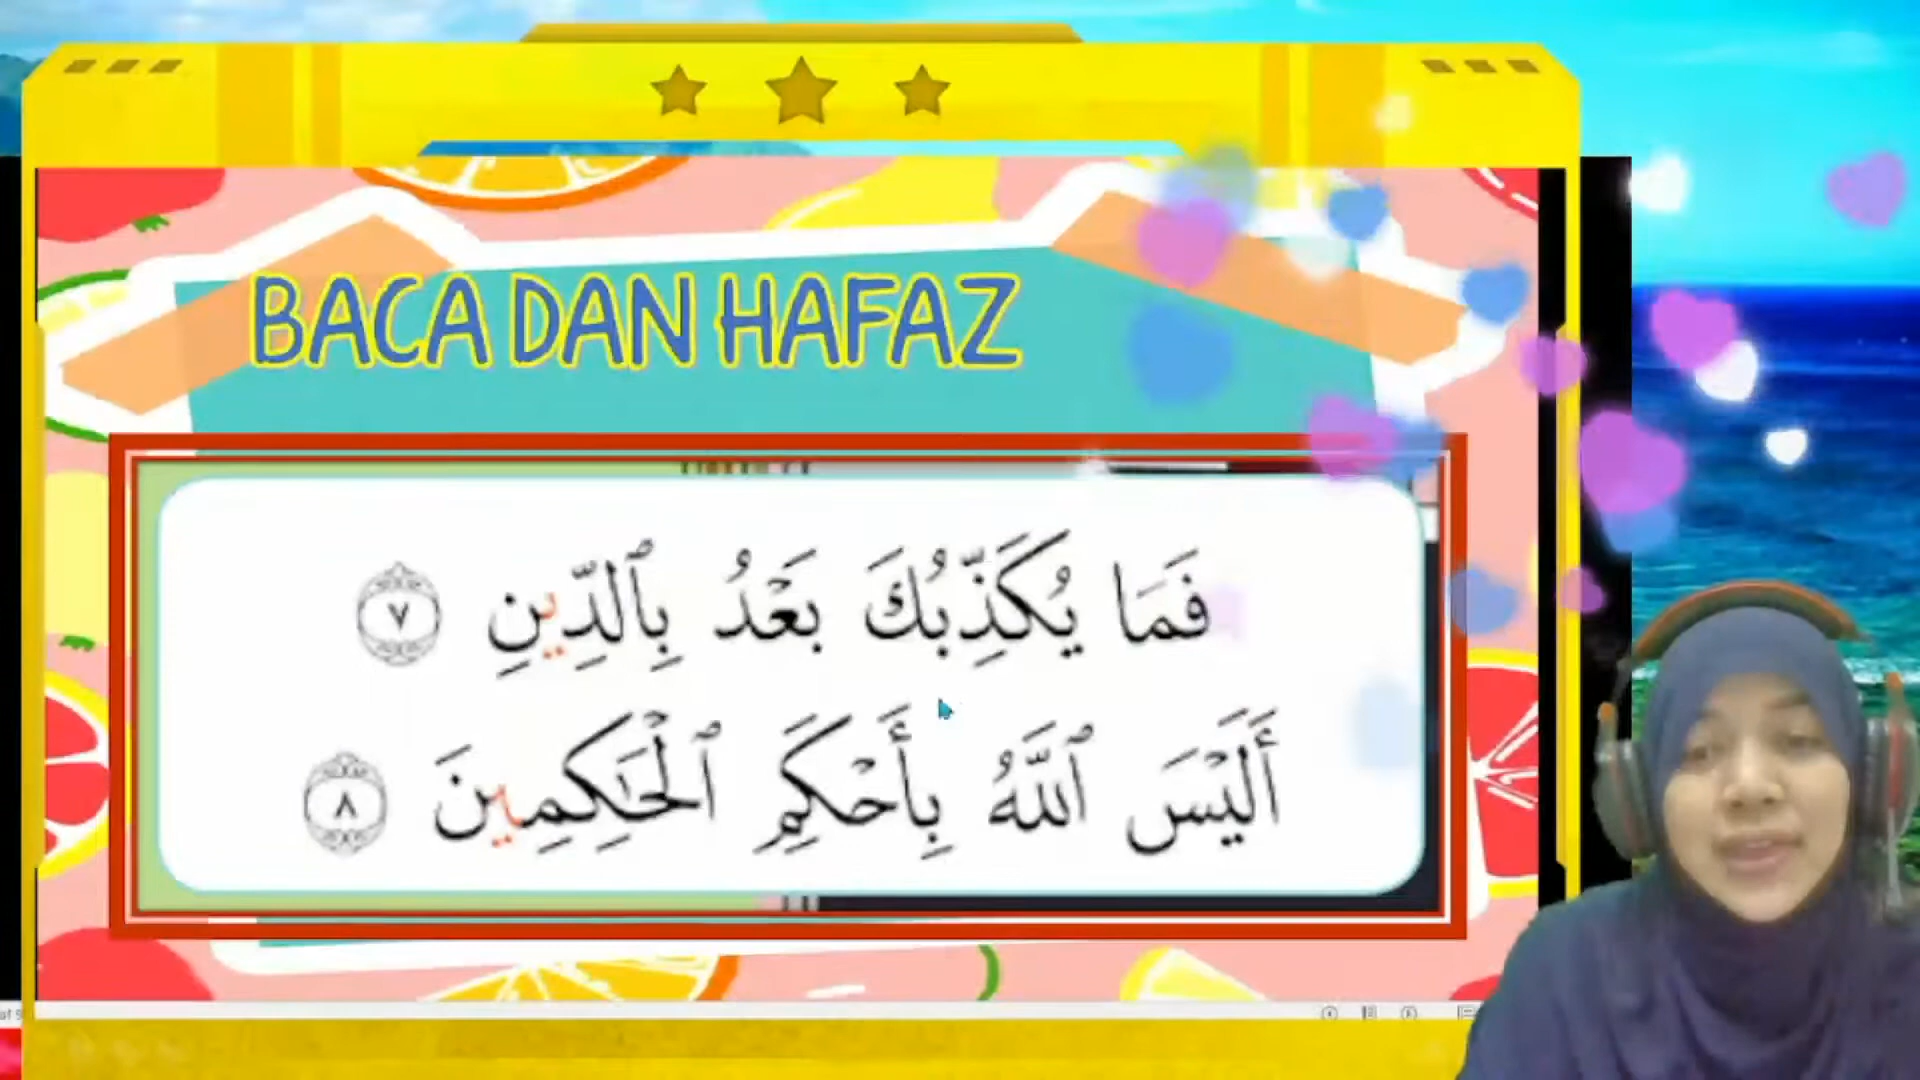 BACA DAN HAFAZ
فَمَا يُكَذِّبُكَ بَعْدُ بِٱلدِّينِ ٧
أَلَيْسَ ٱللَّهُ بِأَحْكَمِ ٱلْحَٰكِمِينَ ٨